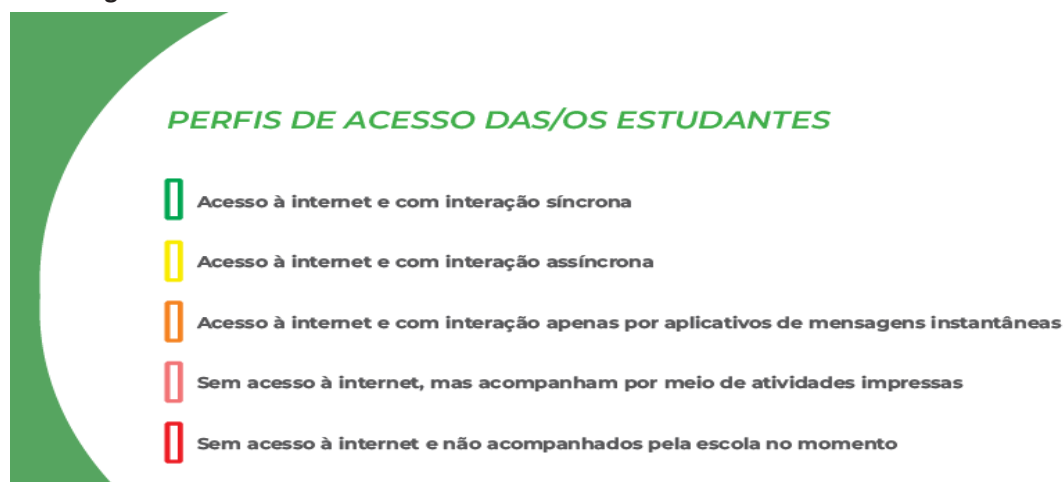 PERFIS DE ACESSO DAS/OS ESTUDANTES
Acesso à internet e com interação síncrona
Acesso à internet e com interação assíncrona
Acesso à internet e com interação apenas por aplicativos de mensagens instantâneas
Sem acesso à internet, mas acompanham por meio de atividades impressas
Sem acesso à internet e não acompanhados pela escola no momento